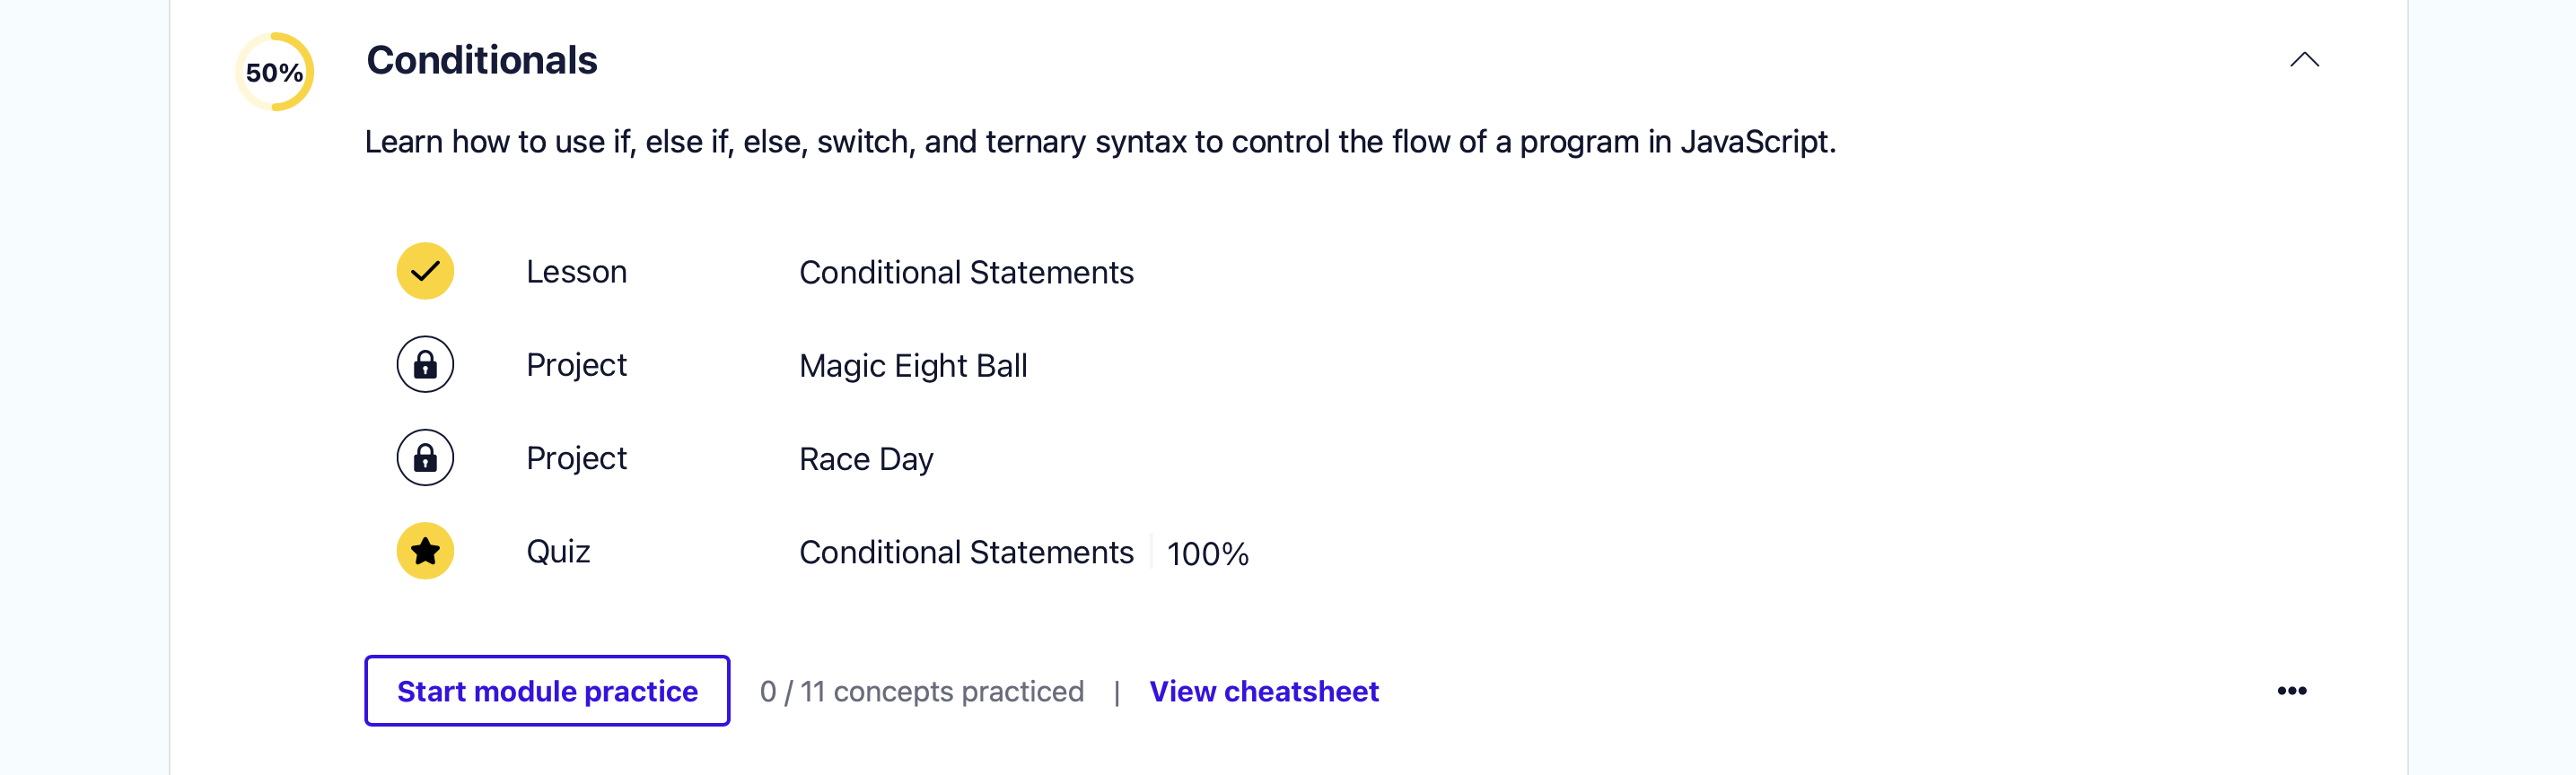 50%
Conditionals
Learn how to use if, else if, else, switch, and ternary syntax to control the flow of a program in JavaScript.
Lesson Conditional Statements
Project Magic Eight Ball
Project Race Day
Quiz Conditional Statements 100%
Start module practice 0 / 11 concepts practiced | View cheatsheet